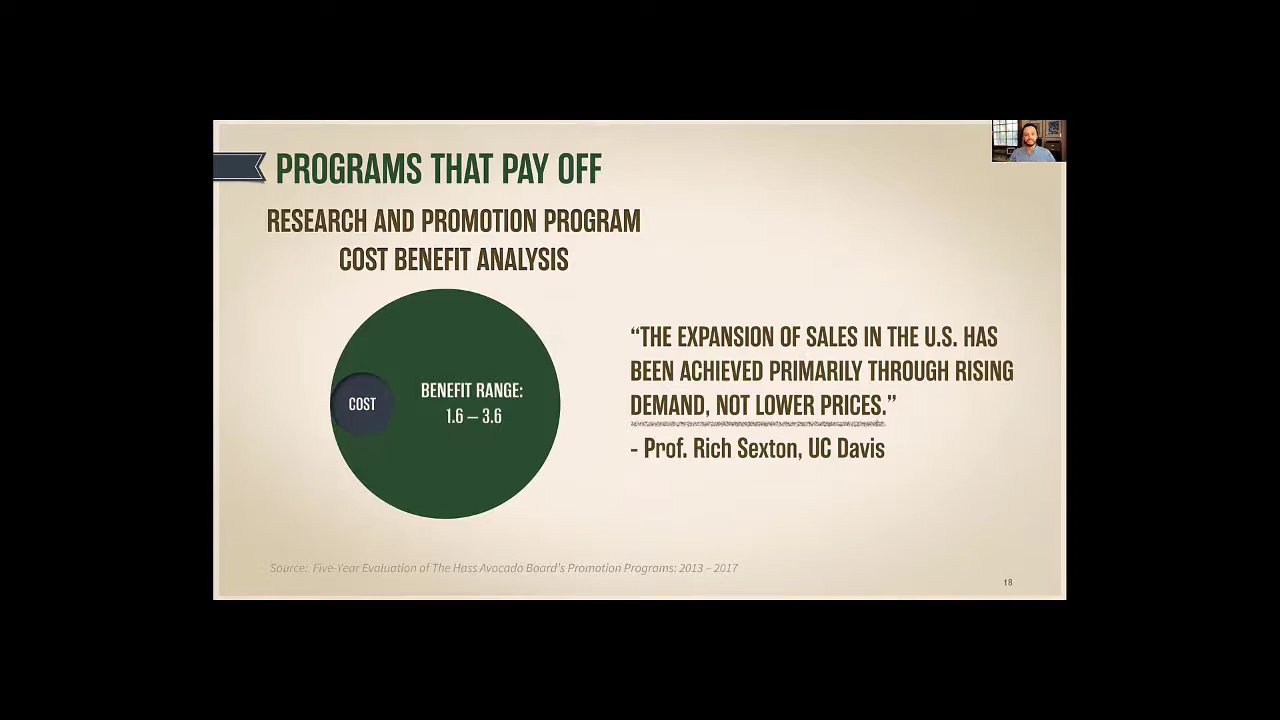 PROGRAMS THAT PAY OFF
RESEARCH AND PROMOTION PROGRAM
COST BENEFIT ANALYSIS
COST
BENEFIT RANGE:
1.6 – 3.6
“THE EXPANSION OF SALES IN THE U.S. HAS
BEEN ACHIEVED PRIMARILY THROUGH RISING
DEMAND, NOT LOWER PRICES.”
- Prof. Rich Sexton, UC Davis
Source: Five-Year Evaluation of The Hass Avocado Board’s Promotion Programs: 2013 – 2017
18